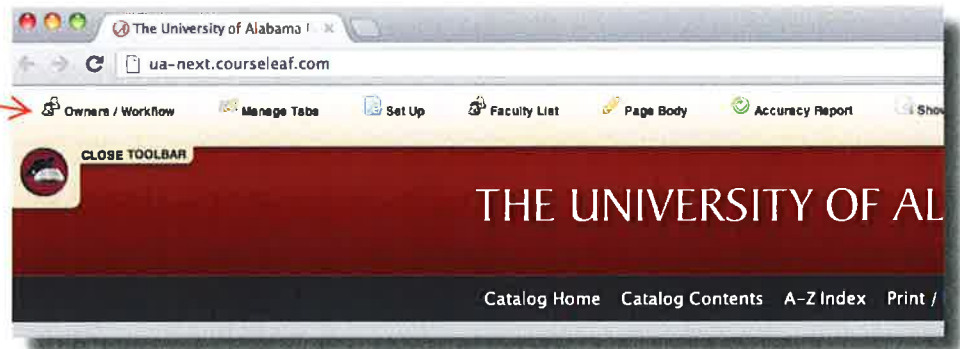 The University of Alabama
ua-next.courseleaf.com
Owners / Workflow Manage Tabs Set Up Faculty List Page Body Accuracy Report Show
CLOSE TOOLBAR
THE UNIVERSITY OF AL
Catalog Home Catalog Contents A-Z Index Print /